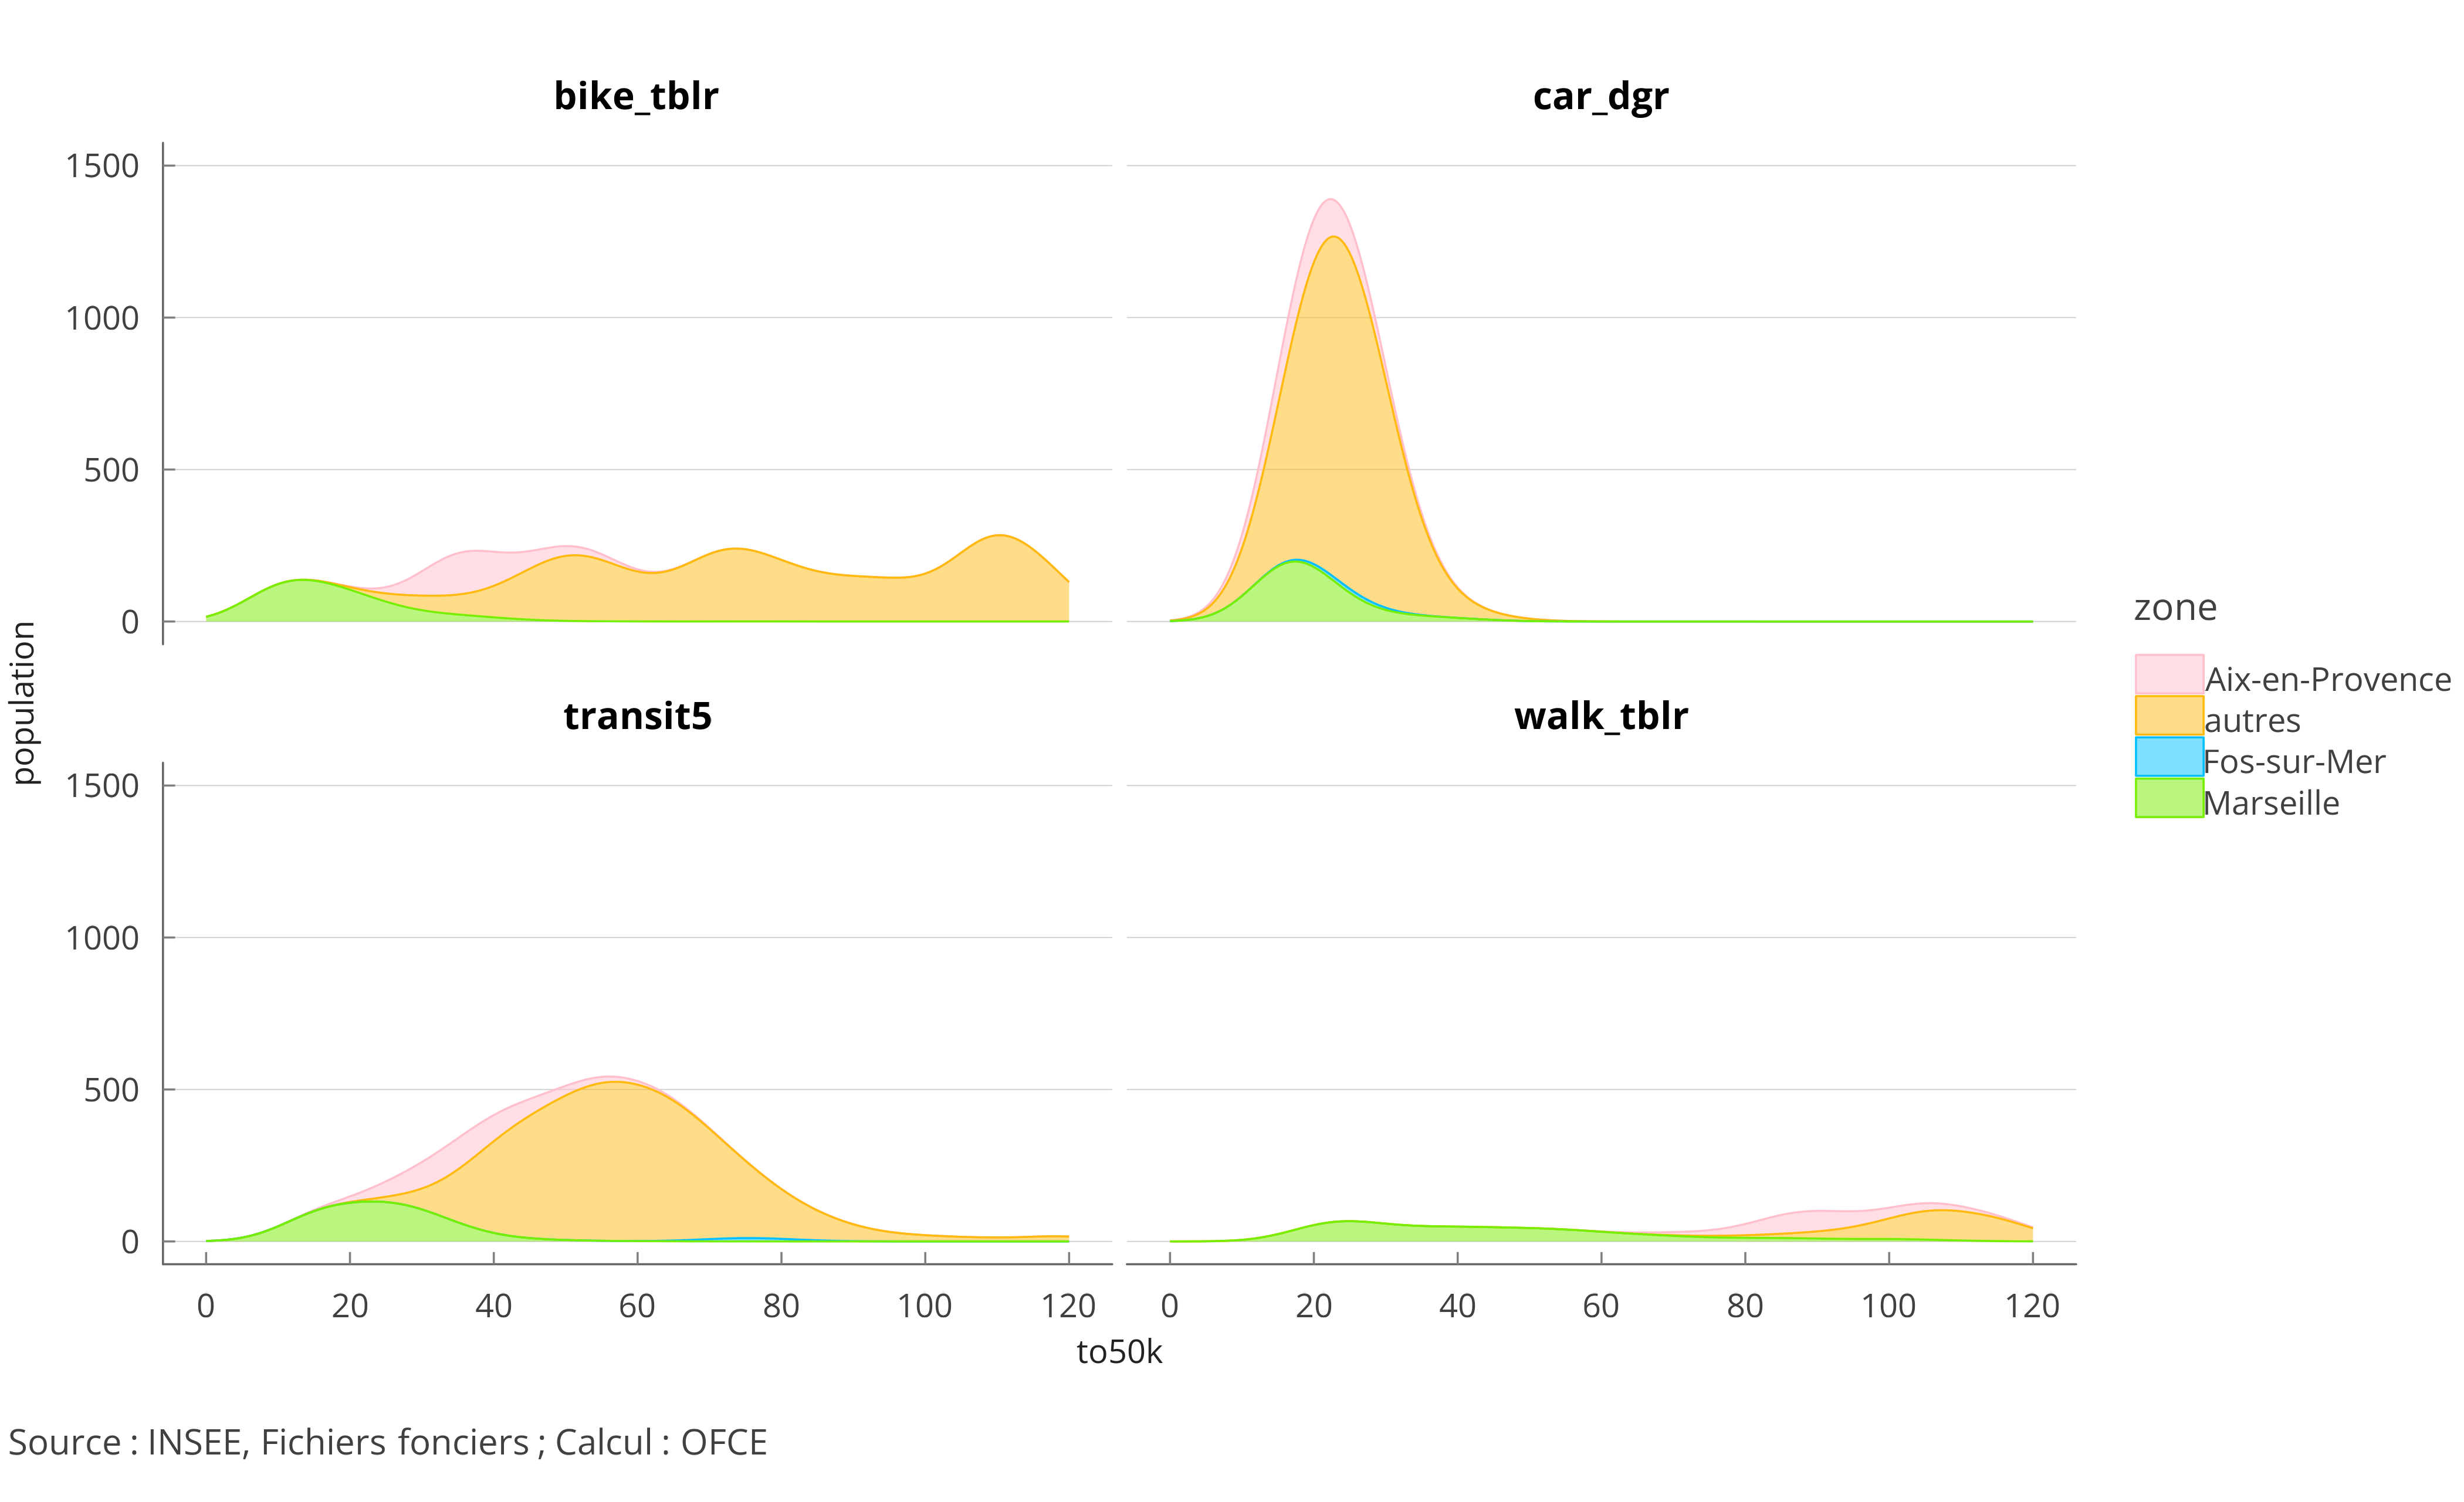 bike_tblr
car_dgr
1500
1000
500
0
transit5
walk_tblr
1500
1000
500
0
0 20 40 60 80 100 120
0 20 40 60 80 100 120
to50k
population
zone
Aix-en-Provence
autres
Fos-sur-Mer
Marseille
Source : INSEE, Fichiers fonciers ; Calcul : OFCE